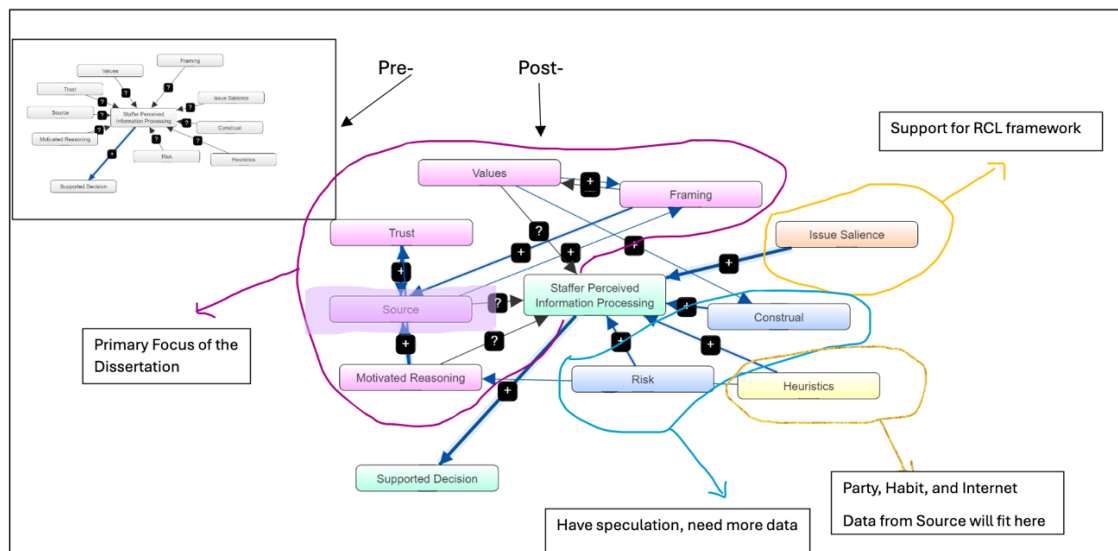 Values
Framing
Trust
?
?
?
Issue Salience
?
Source
?
Staffer Perceived
Information Processing
?
Construal
Motivated Reasoning
?
?
?
Risk
Heuristics
+
Supported Decision
Pre-
Post-
Support for RCL framework
Values
+
Framing
Trust
?
Issue Salience
+
+
+
+
+
Staffer Perceived
Information Processing
Source
?
+
Construal
+
?
+
+
Motivated Reasoning
Risk
Heuristics
+
Supported Decision
Primary Focus of the
Dissertation
Have speculation, need more data
Party, Habit, and Internet
Data from Source will fit here